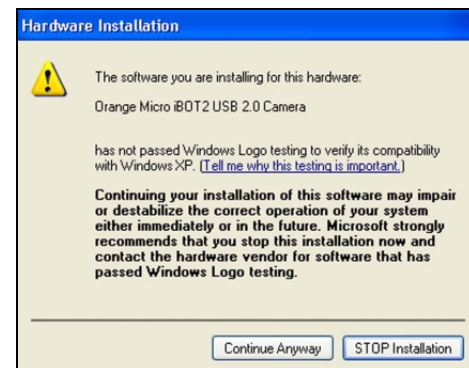 Hardware Installation
The software you are installing for this hardware:
Orange Micro iBOT2 USB 2.0 Camera
has not passed Windows Logo testing to verify its compatibility
with Windows XP. (Tell me why this testing is important.)
Continuing your installation of this software may impair
or destabilize the correct operation of your system
either immediately or in the future. Microsoft strongly
recommends that you stop this installation now and
contact the hardware vendor for software that has
passed Windows Logo testing.
Continue Anyway STOP Installation